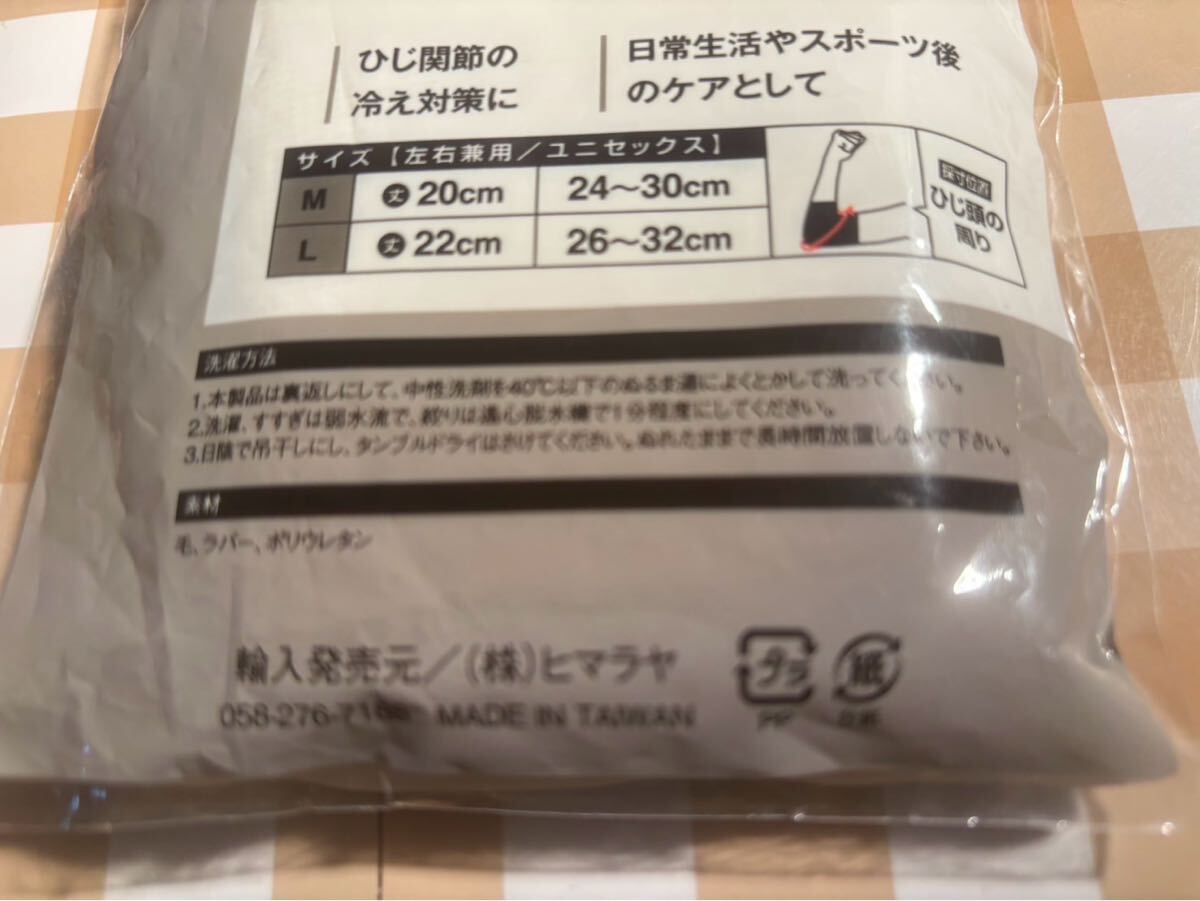 ひじ関節の
冷え対策に
日常生活やスポーツ後
のケアとして
サイズ【左右兼用/ユニセックス】
M 丈20cm 24〜30cm
L 丈22cm 26〜32cm
採寸位置
ひじ頭の
周り
洗濯方法
1.本製品は裏返しにして、中性洗剤を40℃以下のぬるま湯によくとかして洗ってください。
2.洗濯、すすぎは弱水流で、絞りは遠心脱水機で1分程度にしてください。
3.日陰で吊干しにし、タンブルドライはさけてください。ぬれたままで長時間放置しないで下さい。
素材
毛、ラバー、ポリウレタン
輸入発売元/(株)ヒマラヤ
MADE IN TAIWAN
プラ 紙
PP